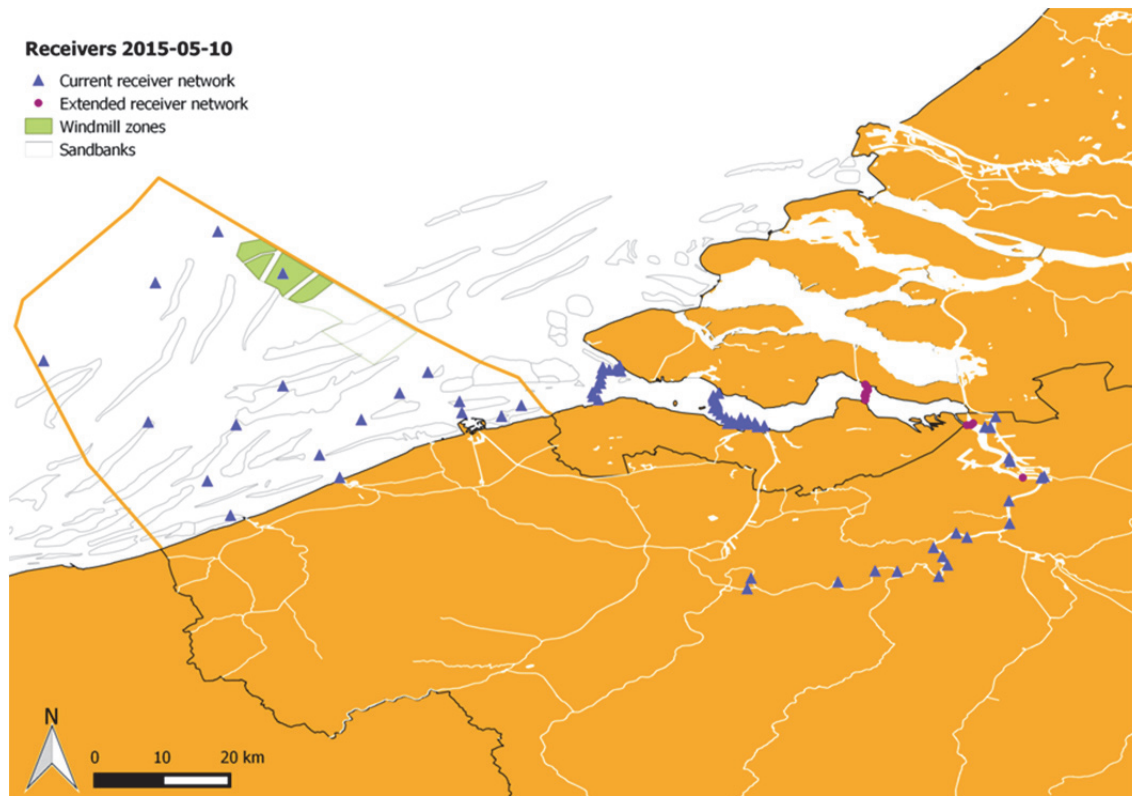 Receivers 2015-05-10
Current receiver network
Extended receiver network
Windmill zones
Sandbanks
N
0 10 20 km